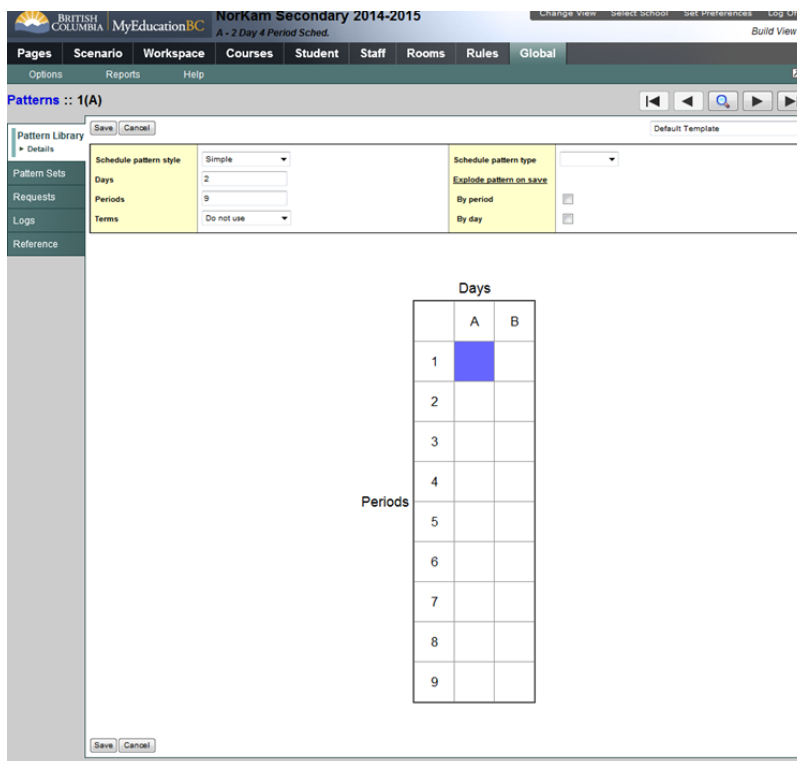 BRITISH COLUMBIA MyEducationBC
NorKam Secondary 2014-2015
A - 2 Day 4 Period Sched.
Change View Select School Set Preferences Log
Build View
Pages Scenario Workspace Courses Student Staff Rooms Rules Global
Options Reports Help
Patterns :: 1(A)
Pattern Library
Details
Pattern Sets
Requests
Logs
Reference
Save Cancel
Default Template
Schedule pattern style Simple
Days 2
Periods 9
Terms Do not use
Schedule pattern type
Explode pattern on save
By period
By day
Days
A B
1
2
3
4
Periods
5
6
7
8
9
Save Cancel